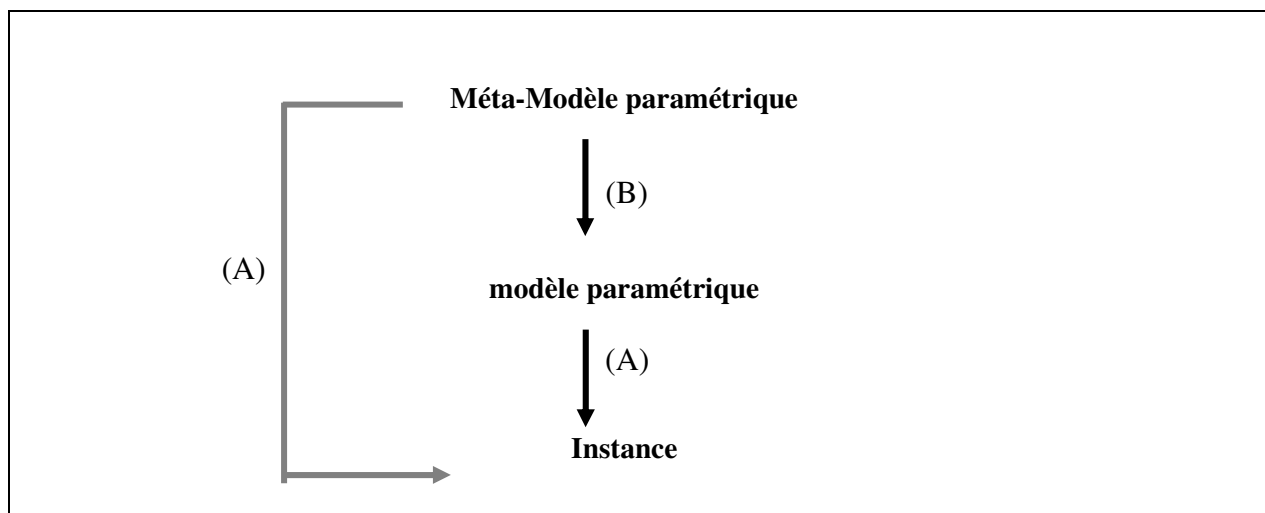 Méta-Modèle paramétrique
(B)
(A)
modèle paramétrique
(A)
Instance